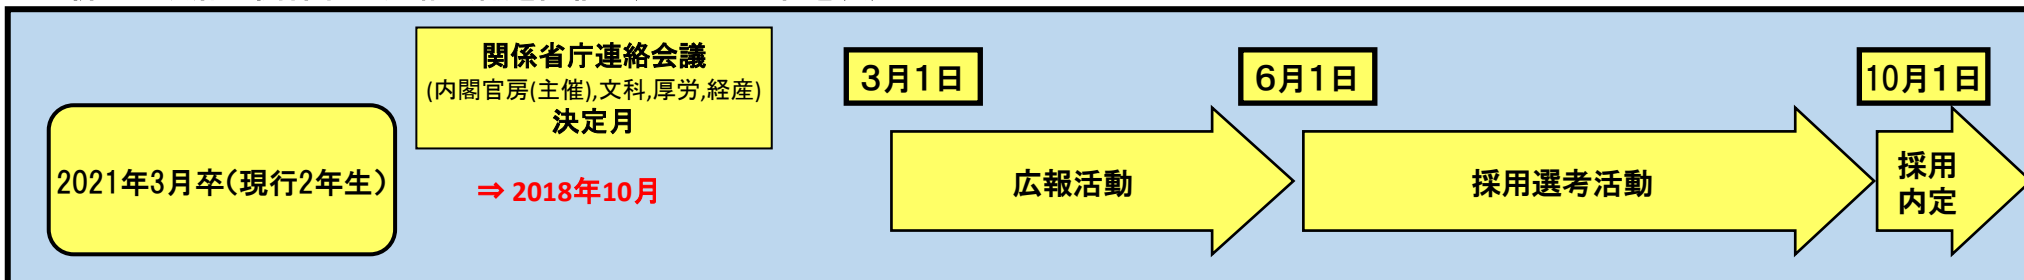 関係省庁連絡会議
(内閣官房(主催),文科,厚労,経産)
決定月
3月1日
6月1日
10月1日
2021年3月卒(現行2年生)
⇒ 2018年10月
広報活動
採用選考活動
採用
内定